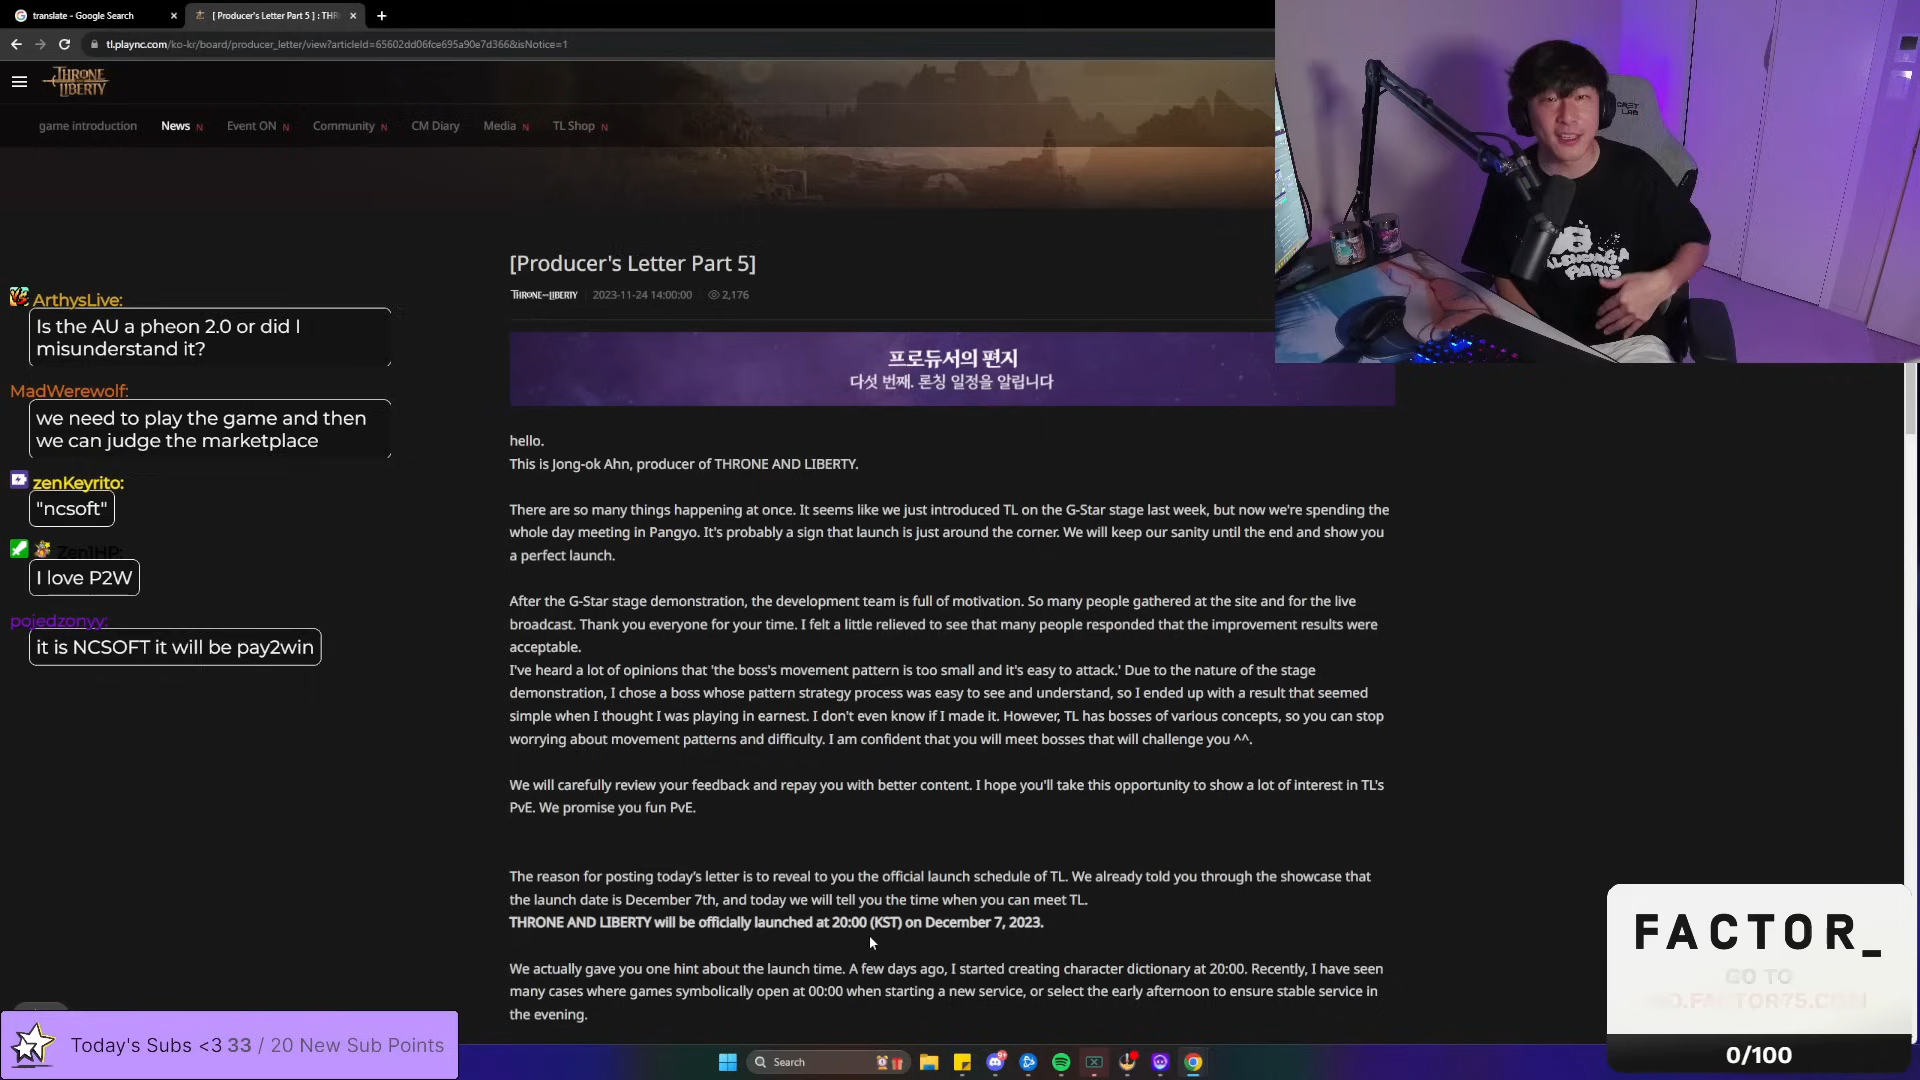 translate - Google Search
[ Producer's Letter Part 5 ] : THR
tl.plaync.com/ko-kr/board/producer_letter/view?articleId=65602dd06fce695a90e7d366&isNotice=1
THRONE AND LIBERTY
game introduction
News N
Event ON N
Community N
CM Diary
Media N
TL Shop N
[Producer's Letter Part 5]
THRONE AND LIBERTY
2023-11-24 14:00:00
2,176
프로듀서의 편지
다섯 번째. 론칭 일정을 알립니다
hello.
This is Jong-ok Ahn, producer of THRONE AND LIBERTY.
There are so many things happening at once. It seems like we just introduced TL on the G-Star stage last week, but now we're spending the
whole day meeting in Pangyo. It's probably a sign that launch is just around the corner. We will keep our sanity until the end and show you
a perfect launch.
After the G-Star stage demonstration, the development team is full of motivation. So many people gathered at the site and for the live
broadcast. Thank you everyone for your time. I felt a little relieved to see that many people responded that the improvement results were
acceptable.
I've heard a lot of opinions that 'the boss's movement pattern is too small and it's easy to attack.' Due to the nature of the stage
demonstration, I chose a boss whose pattern strategy process was easy to see and understand, so I ended up with a result that seemed
simple when I thought I was playing in earnest. I don't even know if I made it. However, TL has bosses of various concepts, so you can stop
worrying about movement patterns and difficulty. I am confident that you will meet bosses that will challenge you ^^.
We will carefully review your feedback and repay you with better content. I hope you'll take this opportunity to show a lot of interest in TL's
PvE. We promise you fun PvE.
The reason for posting today's letter is to reveal to you the official launch schedule of TL. We already told you through the showcase that
the launch date is December 7th, and today we will tell you the time when you can meet TL.
THRONE AND LIBERTY will be officially launched at 20:00 (KST) on December 7, 2023.
We actually gave you one hint about the launch time. A few days ago, I started creating character dictionary at 20:00. Recently, I have seen
many cases where games symbolically open at 00:00 when starting a new service, or select the early afternoon to ensure stable service in
the evening.
ArthysLive:
Is the AU a pheon 2.0 or did I
misunderstand it?
MadWerewolf:
we need to play the game and then
we can judge the marketplace
zenKeyrito:
"ncsoft"
Zen1HP:
I love P2W
pojedzonyy:
it is NCSOFT it will be pay2win
Today's Subs <3 33 / 20 New Sub Points
Search
PARIS
FACTOR_
GO TO
0/100